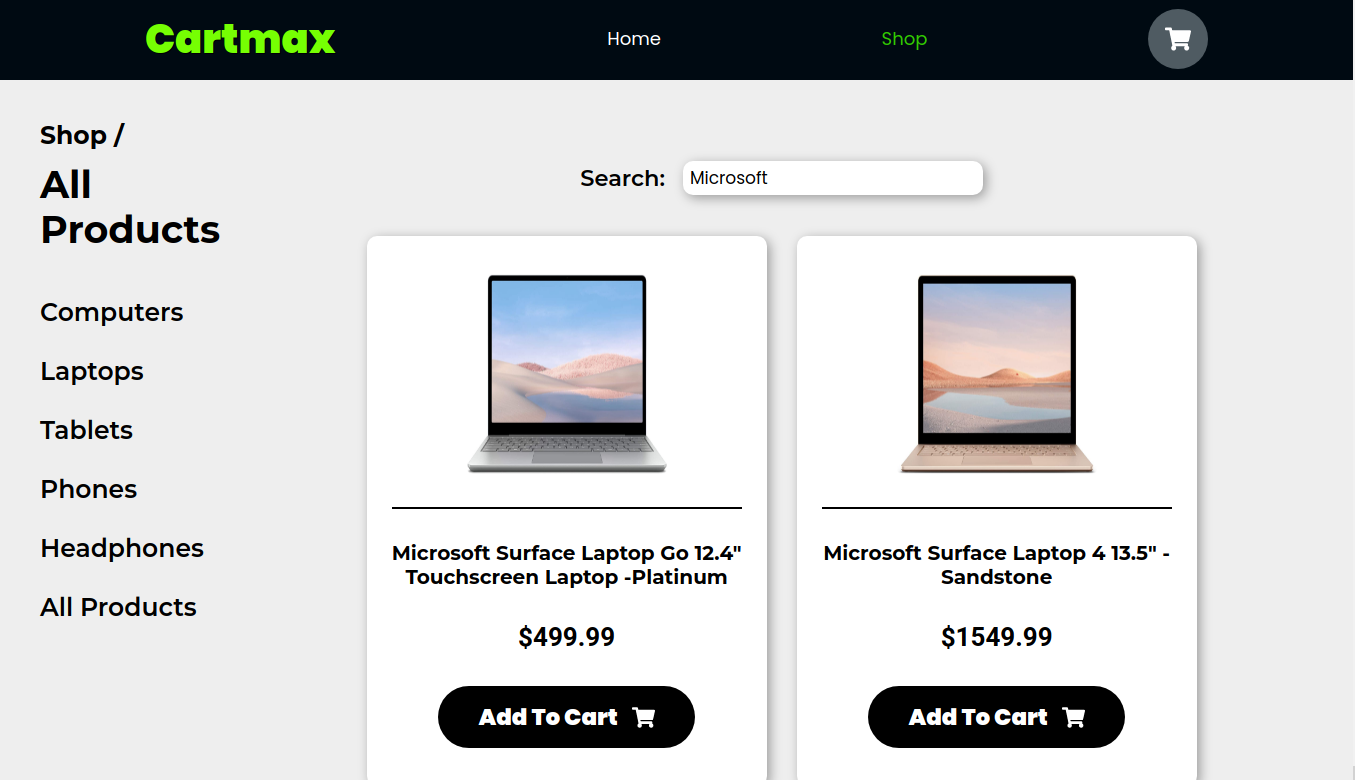 Cartmax
Home
Shop
Shop /
All
Products
Computers
Laptops
Tablets
Phones
Headphones
All Products
Search:
Microsoft
Microsoft Surface Laptop Go 12.4"
Touchscreen Laptop -Platinum
$499.99
Add To Cart
Microsoft Surface Laptop 4 13.5" -
Sandstone
$1549.99
Add To Cart